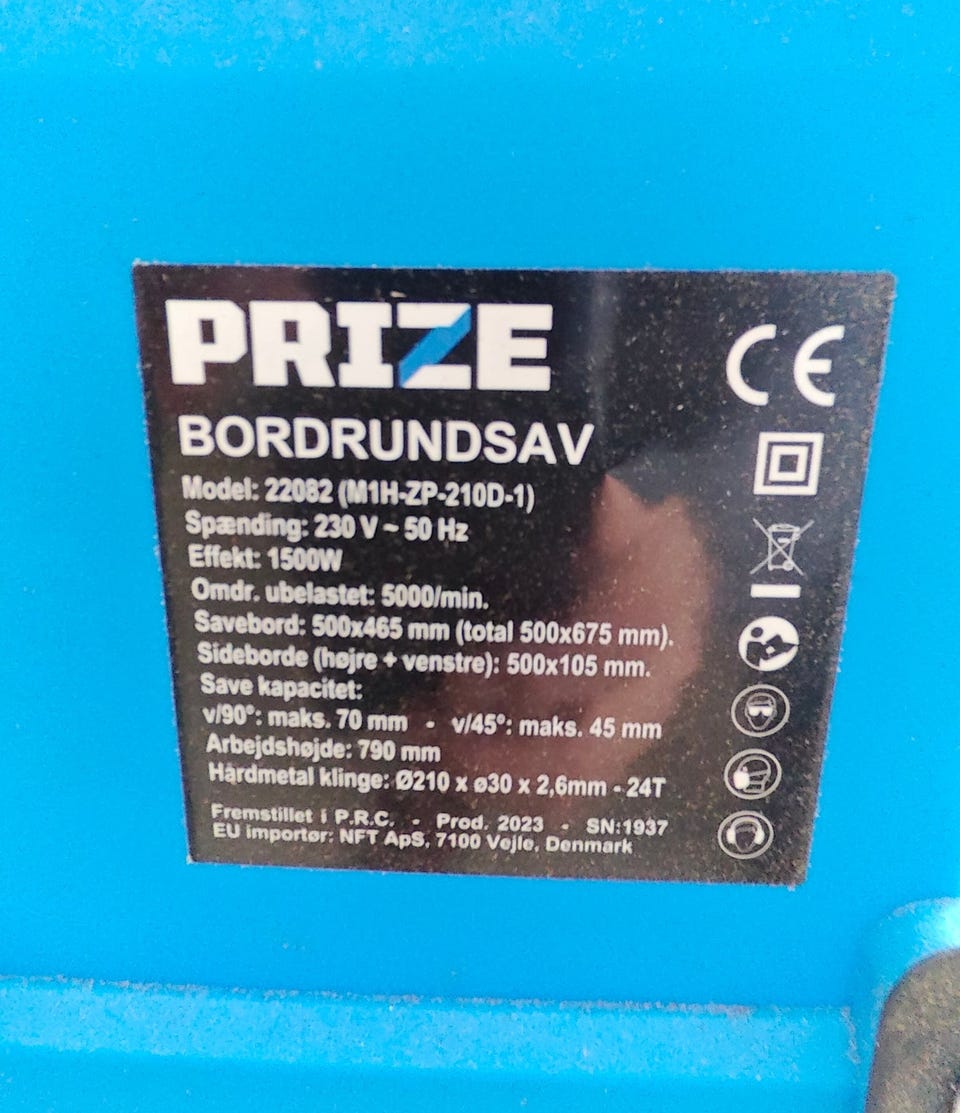 PRIZE
BORDRUNDSAV
Model: 22082 (M1H-ZP-210D-1)
Spænding: 230 V ~ 50 Hz
Effekt: 1500W
Omdr. ubelastet: 5000/min.
Savebord: 500x465 mm (total 500x675 mm).
Sideborde (højre + venstre): 500x105 mm.
Save kapacitet:
v/90°: maks. 70 mm - v/45°: maks. 45 mm
Arbejdshøjde: 790 mm
Hårdmetal klinge: Ø210 x ø30 x 2,6mm - 24T
Fremstillet i P.R.C. - Prod. 2023 - SN:1937
EU importør: NFT ApS, 7100 Vejle, Denmark
CE